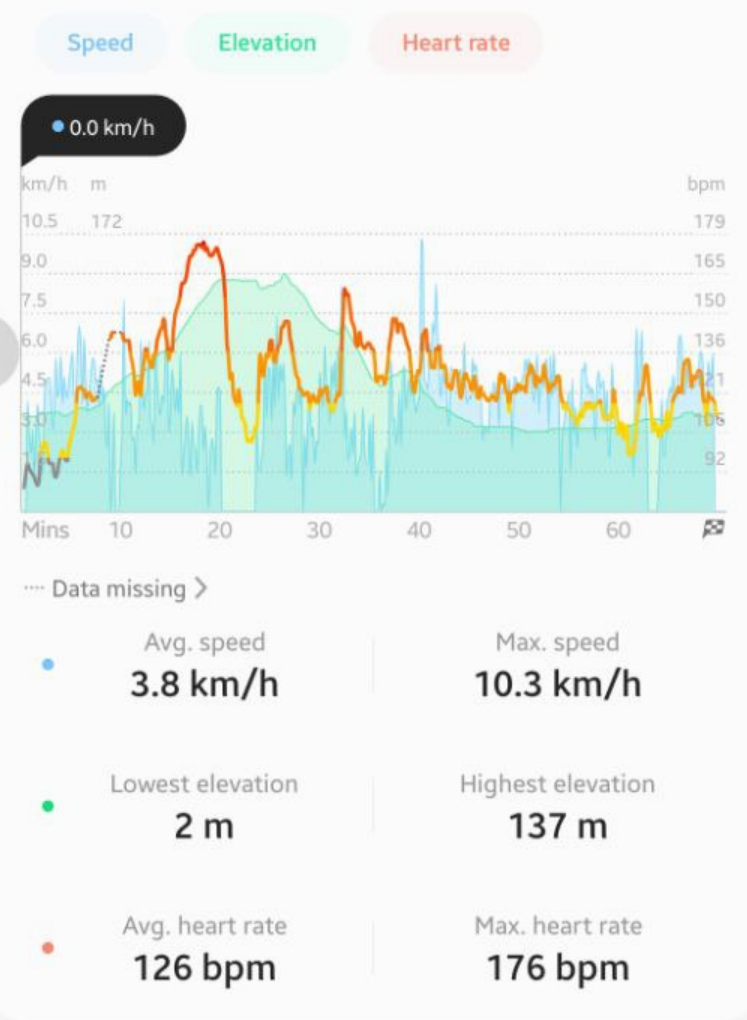 Speed Elevation Heart rate
0.0 km/h
km/h m bpm
10.5 172 179
9.0 165
7.5 150
6.0 136
4.5 121
3.0 106
92
Mins 10 20 30 40 50 60
Data missing
Avg. speed Max. speed
3.8 km/h 10.3 km/h
Lowest elevation Highest elevation
2 m 137 m
Avg. heart rate Max. heart rate
126 bpm 176 bpm